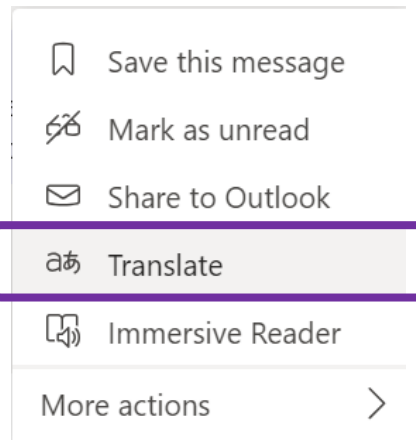 Save this message
Mark as unread
Share to Outlook
aあ Translate
Immersive Reader
More actions